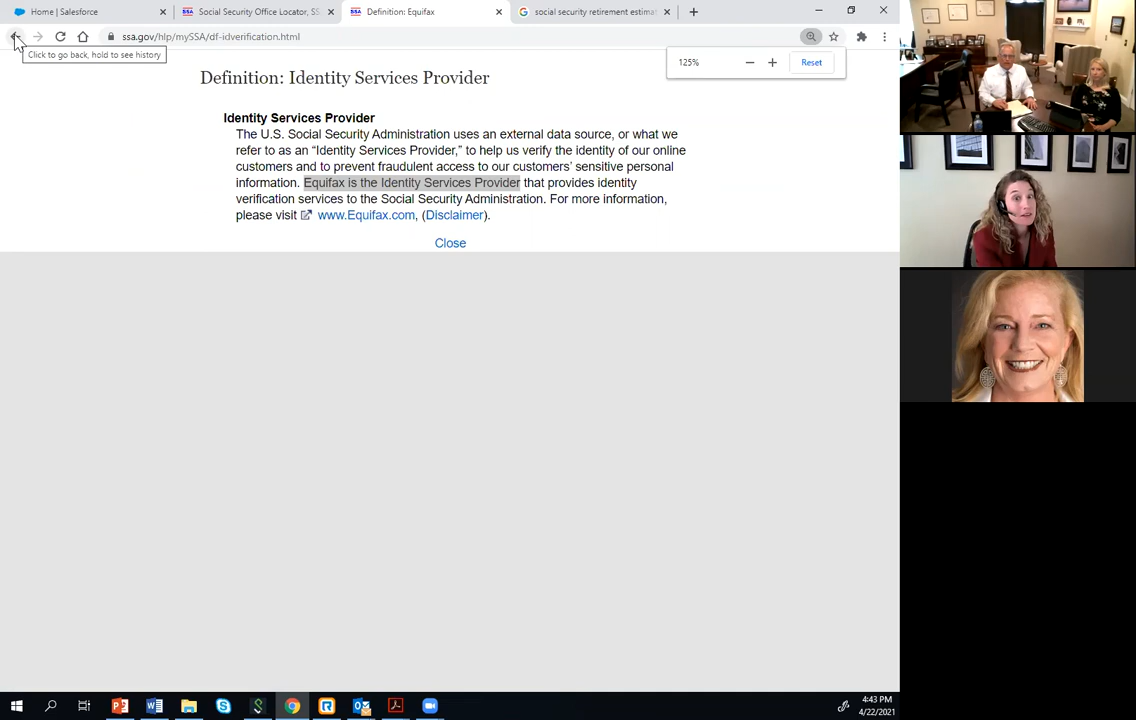 Home | Salesforce
Social Security Office Locator, SS
Definition: Equifax
social security retirement estimat
ssa.gov/hlp/mySSA/df-idverification.html
Click to go back, hold to see history
125%
Reset
Definition: Identity Services Provider
Identity Services Provider
The U.S. Social Security Administration uses an external data source, or what we
refer to as an “Identity Services Provider,” to help us verify the identity of our online
customers and to prevent fraudulent access to our customers’ sensitive personal
information. Equifax is the Identity Services Provider that provides identity
verification services to the Social Security Administration. For more information,
please visit www.Equifax.com, (Disclaimer).
Close
4:43 PM
4/22/2021